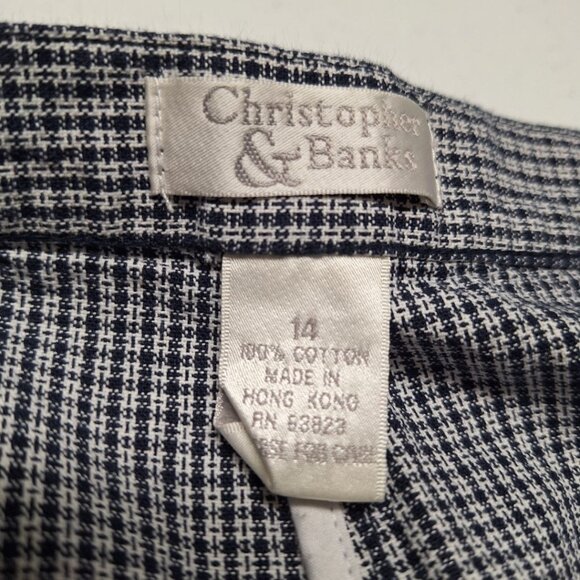 Christopher
& Banks
14
100% COTTON
MADE IN
HONG KONG
RN 53823
FOR CARE